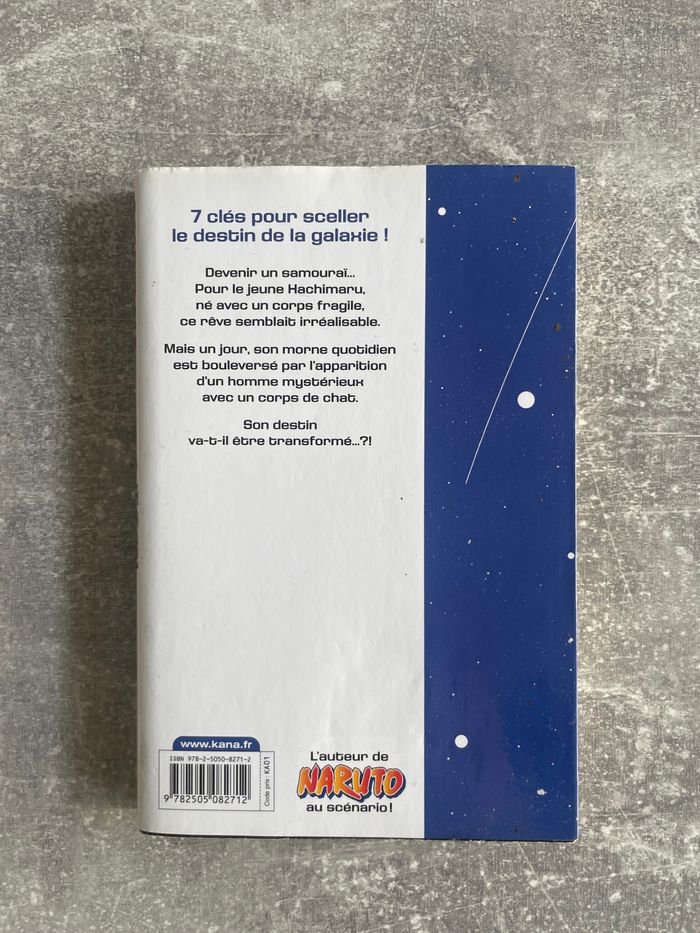 7 clés pour sceller
le destin de la galaxie !
Devenir un samouraï...
Pour le jeune Hachimaru,
né avec un corps fragile,
ce rêve semblait irréalisable.
Mais un jour, son morne quotidien
est bouleversé par l'apparition
d'un homme mystérieux
avec un corps de chat.
Son destin
va-t-il être transformé...?!
www.kana.fr
ISBN 978-2-5050-8271-2
9 782505 082712
Code prix : KA01
L'auteur de
NARUTO
au scénario !